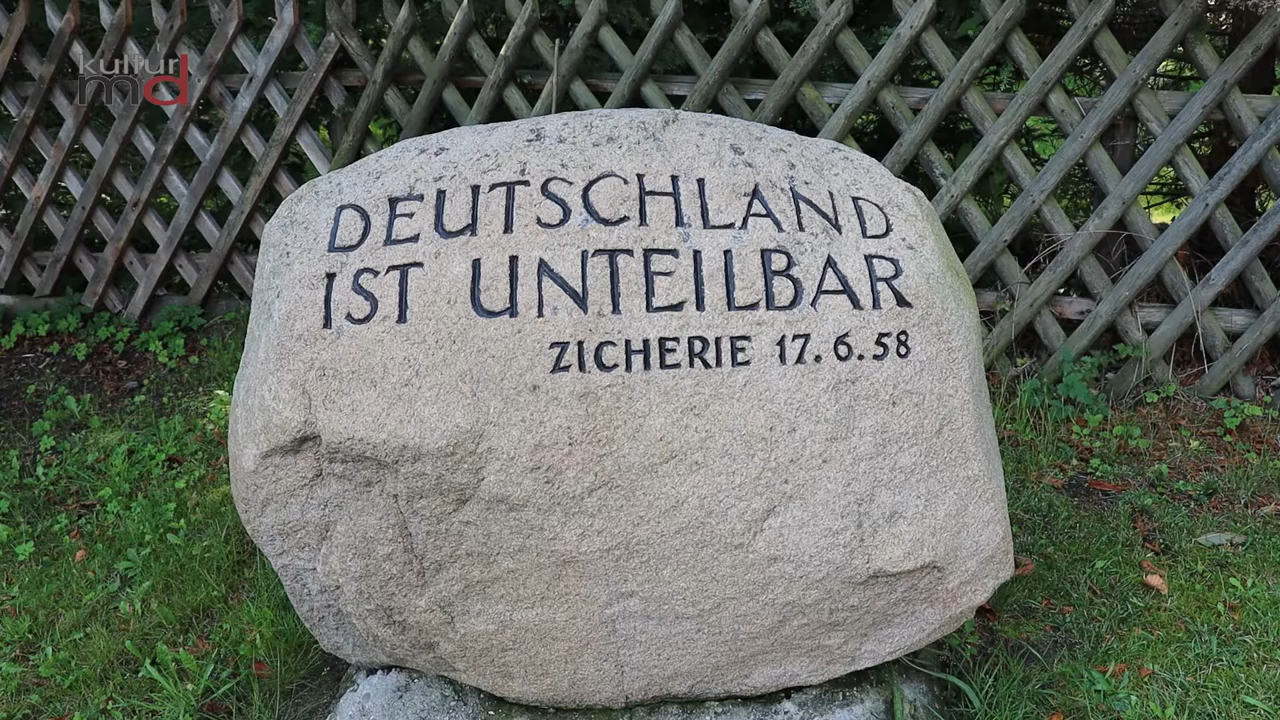 kultur
md
DEUTSCHLAND
IST UNTEILBAR
ZICHERIE 17.6.58